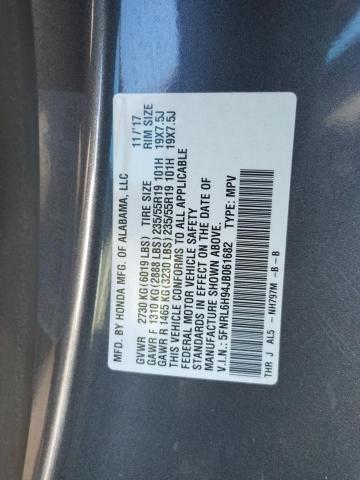 MFD. BY HONDA MFG. OF ALABAMA, LLC 11/'17
GVWR 2730 KG (6019 LBS) TIRE SIZE RIM SIZE
GAWR F 1310 KG (2888 LBS) 235/55R19 101H 19X7.5J
GAWR R 1465 KG (3230 LBS) 235/55R19 101H 19X7.5J
THIS VEHICLE CONFORMS TO ALL APPLICABLE
FEDERAL MOTOR VEHICLE SAFETY
STANDARDS IN EFFECT ON THE DATE OF
MANUFACTURE SHOWN ABOVE.
V.I.N.: 5FNRL6H94JB061682 TYPE: MPV
THR J AL5 - NH797M -B -B